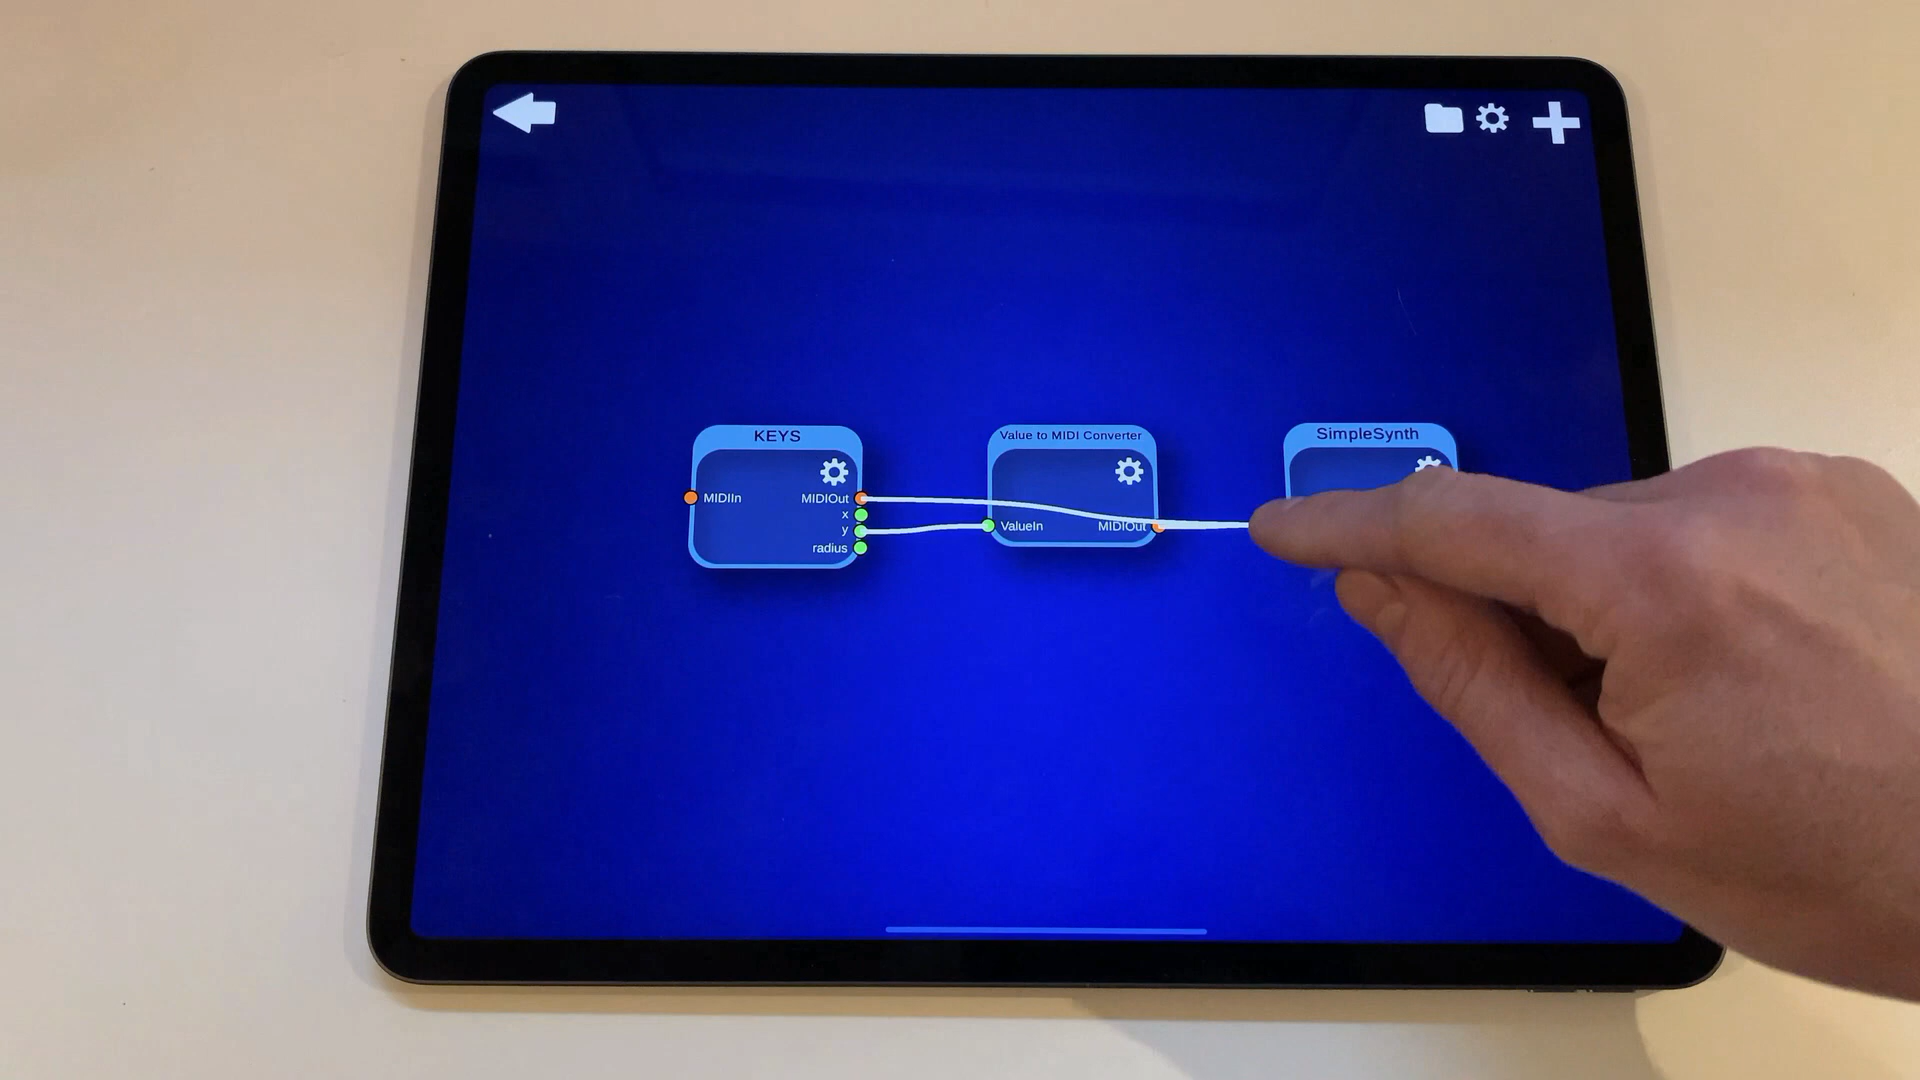 KEYS
MIDIIn
MIDIOut
x
y
radius
Value to MIDI Converter
ValueIn
MIDIOut
SimpleSynth